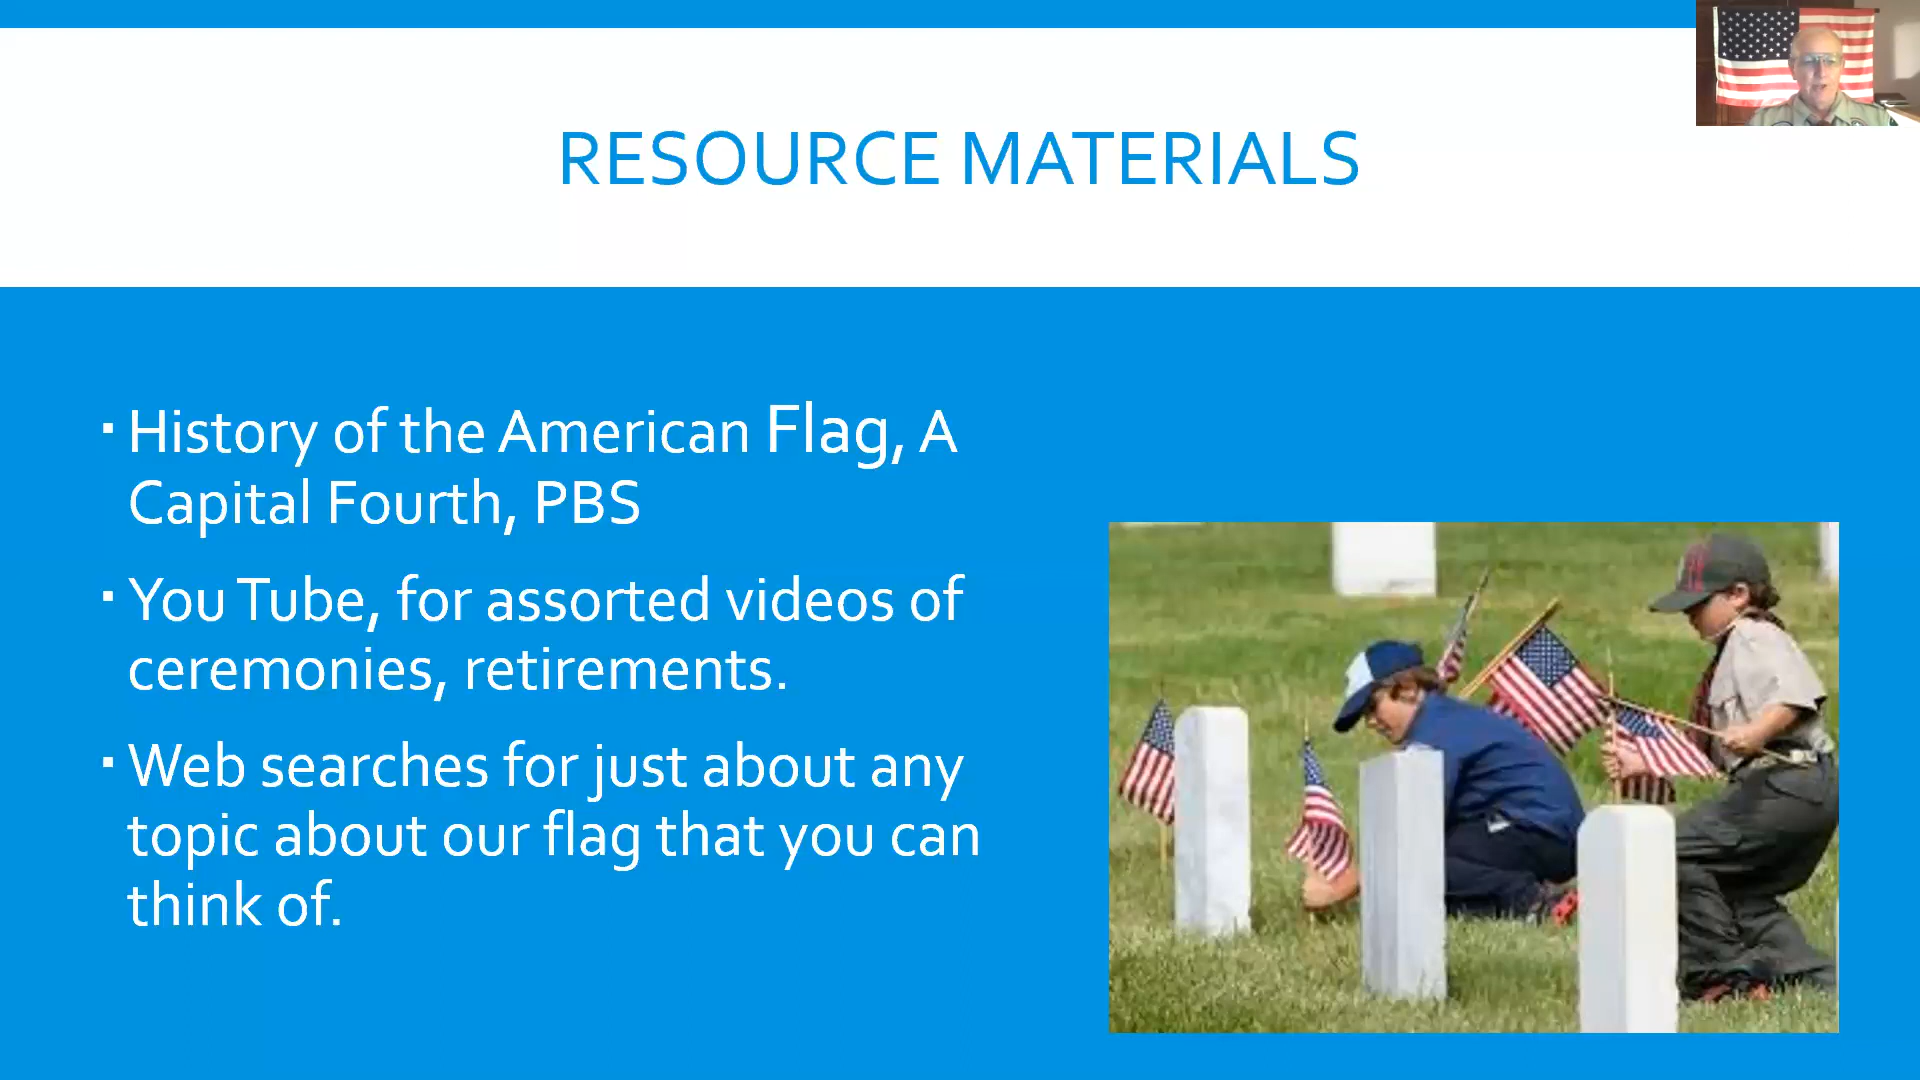 RESOURCE MATERIALS
▪ History of the American Flag, A
Capital Fourth, PBS
▪ You Tube, for assorted videos of
ceremonies, retirements.
▪ Web searches for just about any
topic about our flag that you can
think of.